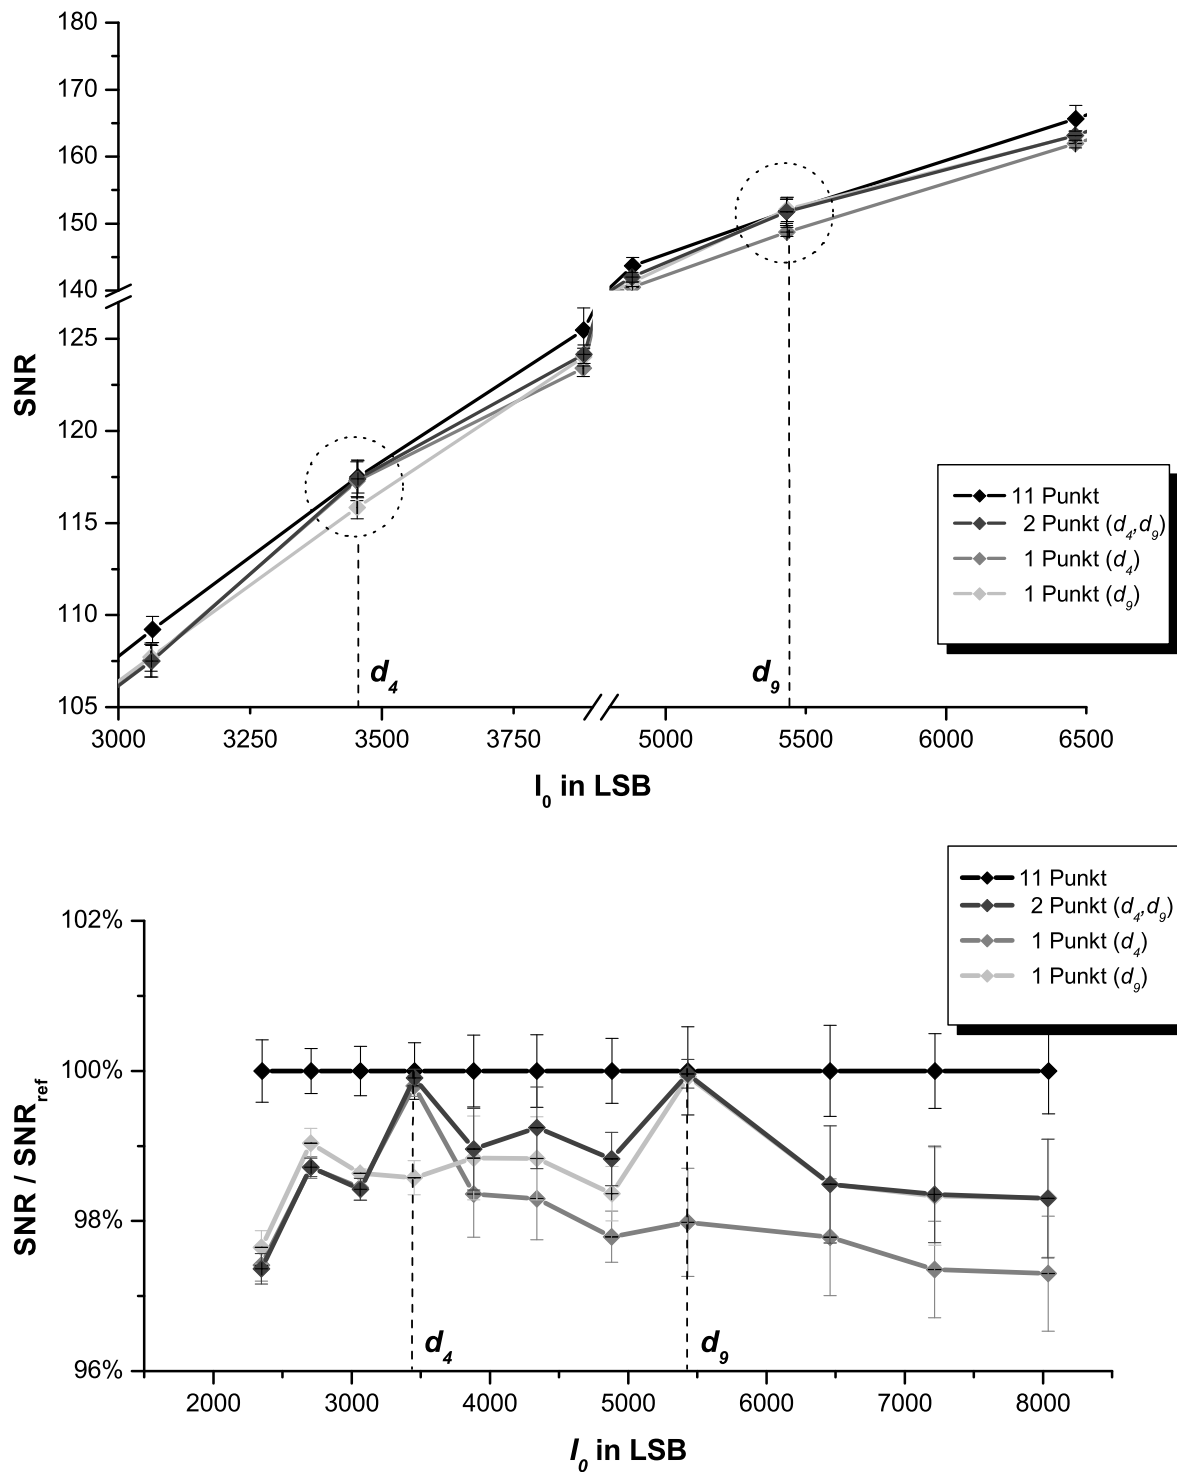 180
170
160
150
140
125
120
115
110
105
SNR
11 Punkt
2 Punkt (d4,d9)
1 Punkt (d4)
1 Punkt (d9)
d4
d9
3000 3250 3500 3750 5000 5500 6000 6500
I0 in LSB
11 Punkt
2 Punkt (d4,d9)
1 Punkt (d4)
1 Punkt (d9)
102%
100%
98%
96%
SNR / SNRref
d4
d9
2000 3000 4000 5000 6000 7000 8000
I0 in LSB